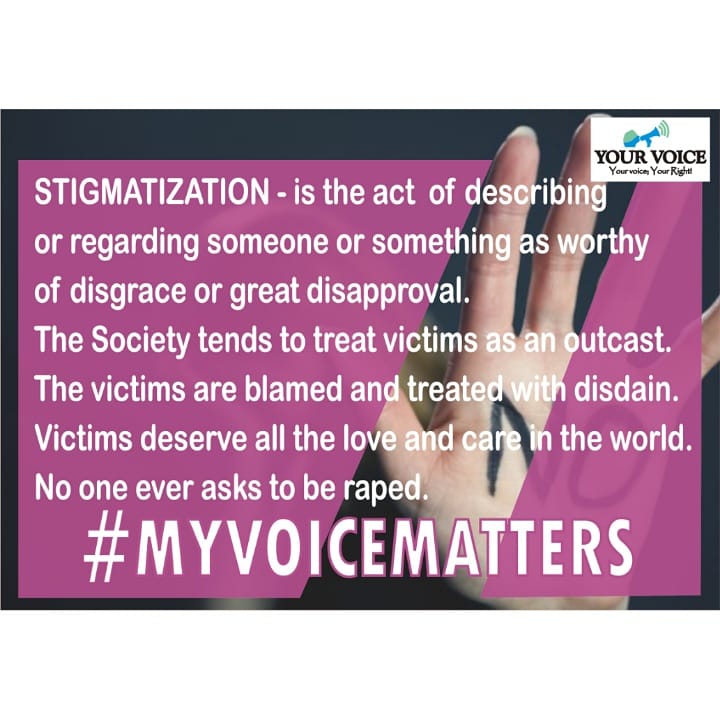 YOUR VOICE
Your voice; Your Right!
STIGMATIZATION - is the act of describing
or regarding someone or something as worthy
of disgrace or great disapproval.
The Society tends to treat victims as an outcast.
The victims are blamed and treated with disdain.
Victims deserve all the love and care in the world.
No one ever asks to be raped.
#MYVOICEMATTERS